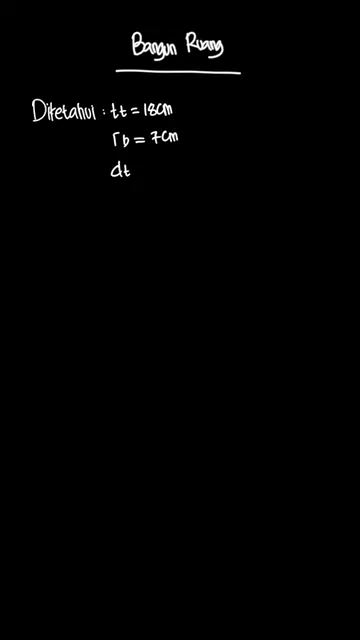 Bangun Ruang
Diketahui : tt = 18cm
rb = 7cm
dt